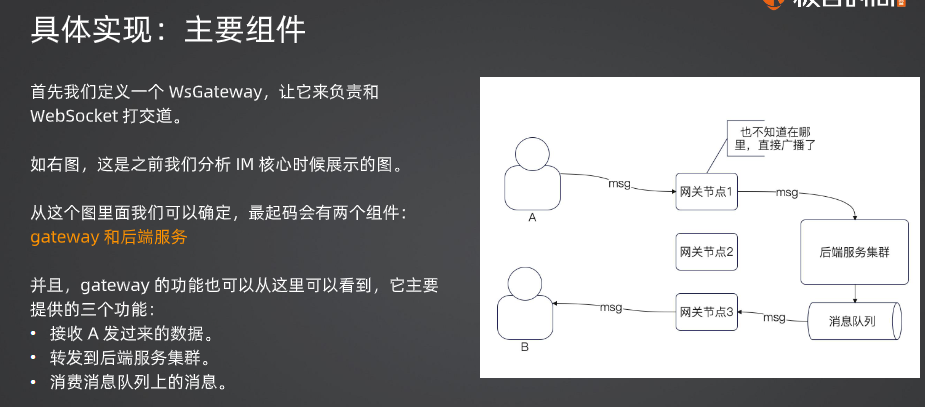 具体实现：主要组件
首先我们定义一个 WsGateway，让它来负责和
WebSocket 打交道。
如右图，这是之前我们分析 IM 核心时候展示的图。
从这个图里面我们可以确定，最起码会有两个组件：
gateway 和后端服务
并且，gateway 的功能也可以从这里可以看到，它主要
提供的三个功能：
• 接收 A 发过来的数据。
• 转发到后端服务集群。
• 消费消息队列上的消息。
也不知道在哪
里，直接广播了
A
msg
网关节点1
msg
网关节点2
后端服务集群
B
msg
网关节点3
msg
消息队列